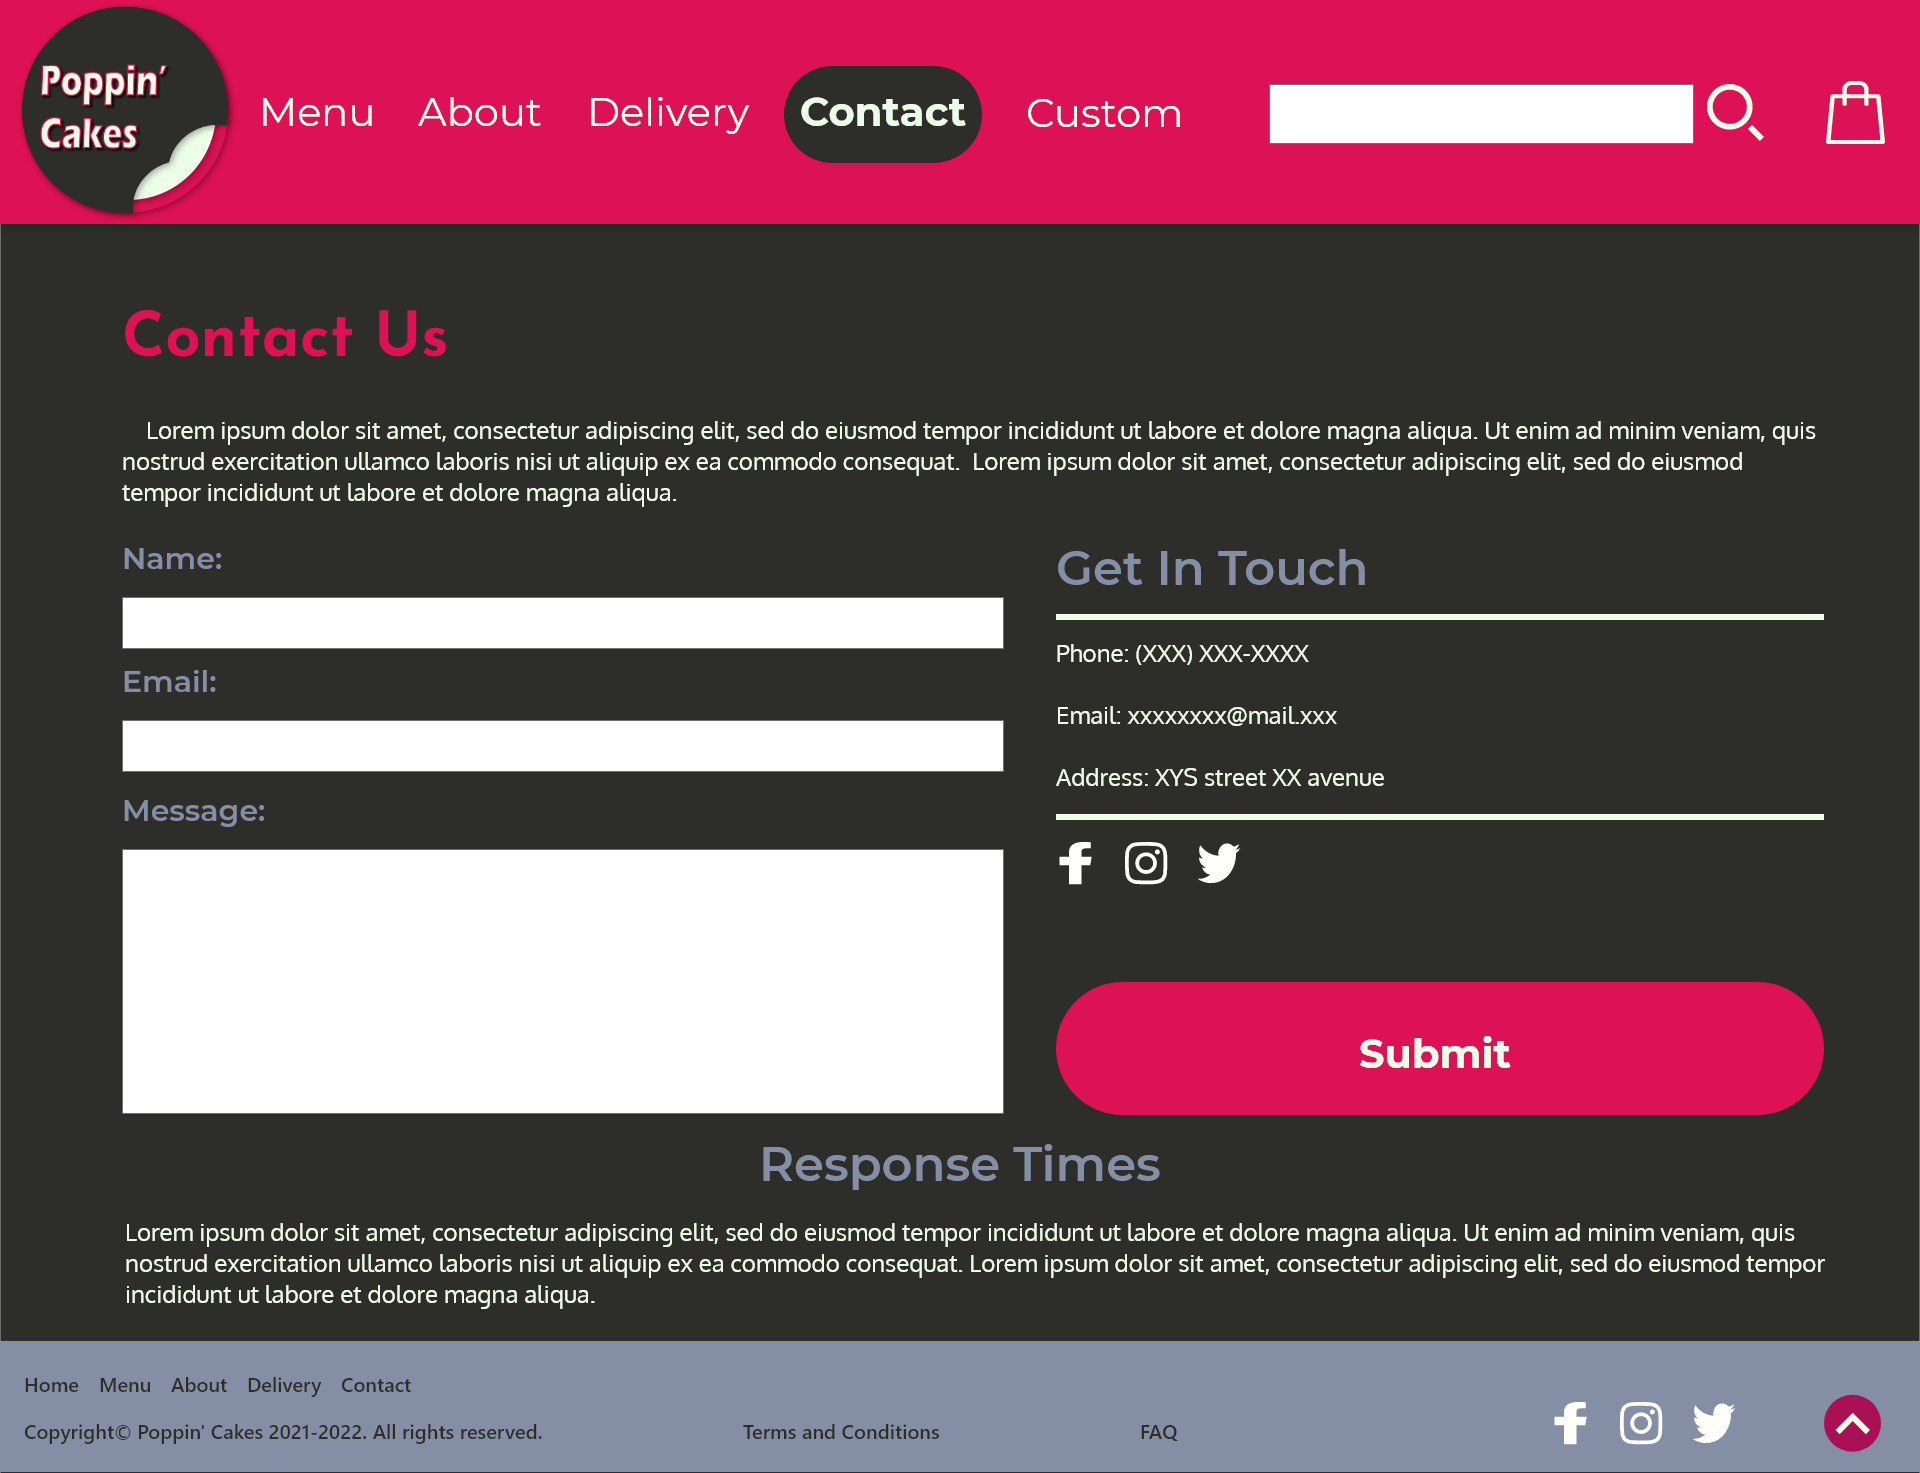 Poppin'
Cakes
Menu
About
Delivery
Contact
Custom
Contact Us
Lorem ipsum dolor sit amet, consectetur adipiscing elit, sed do eiusmod tempor incididunt ut labore et dolore magna aliqua. Ut enim ad minim veniam, quis
nostrud exercitation ullamco laboris nisi ut aliquip ex ea commodo consequat.  Lorem ipsum dolor sit amet, consectetur adipiscing elit, sed do eiusmod
tempor incididunt ut labore et dolore magna aliqua.
Name:
Email:
Message:
Get In Touch
Phone: (XXX) XXX-XXXX
Email: xxxxxxxx@mail.xxx
Address: XYS street XX avenue
Submit
Response Times
Lorem ipsum dolor sit amet, consectetur adipiscing elit, sed do eiusmod tempor incididunt ut labore et dolore magna aliqua. Ut enim ad minim veniam, quis
nostrud exercitation ullamco laboris nisi ut aliquip ex ea commodo consequat. Lorem ipsum dolor sit amet, consectetur adipiscing elit, sed do eiusmod tempor
incididunt ut labore et dolore magna aliqua.
Home Menu About Delivery Contact
Copyright© Poppin' Cakes 2021-2022. All rights reserved.
Terms and Conditions
FAQ